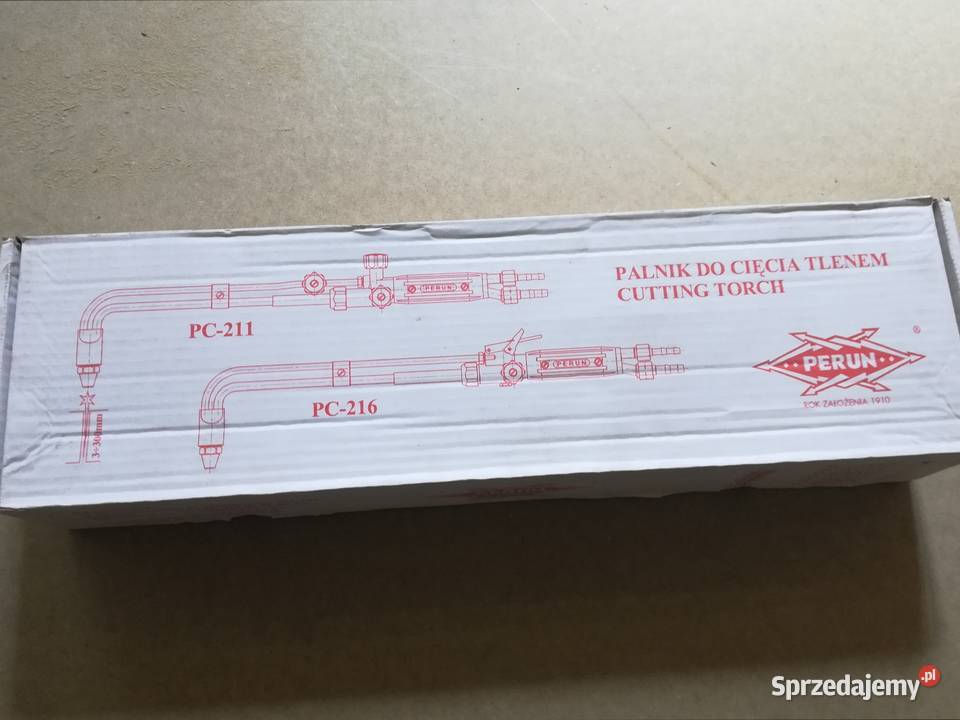 PALNIK DO CIĘCIA TLENEM
CUTTING TORCH
PERUN
PC-211
PERUN
PC-216
3÷300mm
PERUN
®
ROK ZAŁOŻENIA 1910
Sprzedajemy.pl